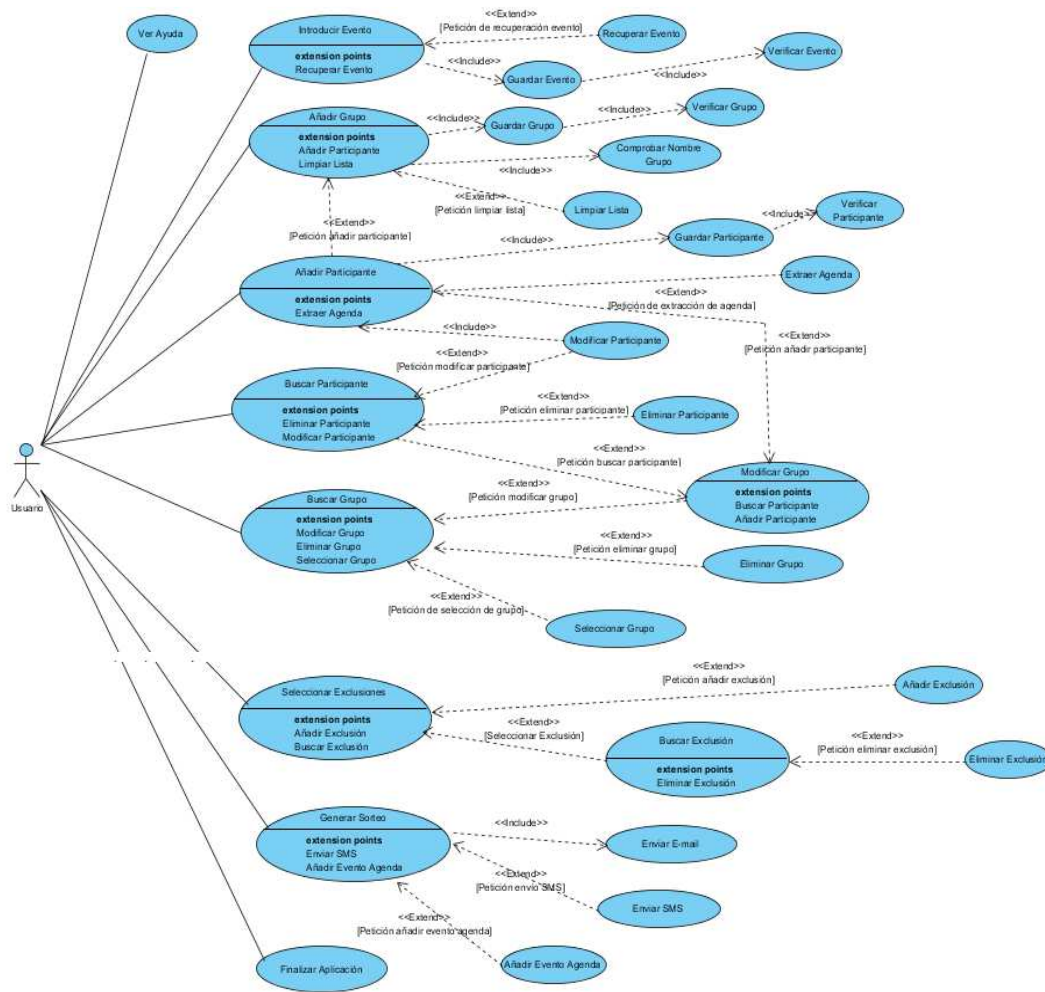 Ver Ayuda
Introducir Evento
extension points
Recuperar Evento
<<Extend>>
[Petición de recuperación evento]
Recuperar Evento
<<Include>>
Guardar Evento
<<Include>>
Verificar Evento
Añadir Grupo
extension points
Añadir Participante
Limpiar Lista
<<Include>>
Guardar Grupo
<<Include>>
Verificar Grupo
<<Include>>
Comprobar Nombre
Grupo
<<Extend>>
[Petición limpiar lista]
Limpiar Lista
<<Extend>>
[Petición añadir participante]
<<Include>>
Guardar Participante
<<Include>>
Verificar
Participante
Añadir Participante
extension points
Extraer Agenda
<<Extend>>
[Petición de extracción de agenda]
Extraer Agenda
<<Include>>
Modificar Participante
<<Extend>>
[Petición añadir participante]
<<Extend>>
[Petición modificar participante]
Buscar Participante
extension points
Eliminar Participante
Modificar Participante
<<Extend>>
[Petición eliminar participante]
Eliminar Participante
<<Extend>>
[Petición buscar participante]
Modificar Grupo
extension points
Buscar Participante
Añadir Participante
Usuario
Buscar Grupo
extension points
Modificar Grupo
Eliminar Grupo
Seleccionar Grupo
<<Extend>>
[Petición modificar grupo]
<<Extend>>
[Petición eliminar grupo]
Eliminar Grupo
<<Extend>>
[Petición de selección de grupo]
Seleccionar Grupo
Seleccionar Exclusiones
extension points
Añadir Exclusión
Buscar Exclusión
<<Extend>>
[Petición añadir exclusión]
Añadir Exclusión
<<Extend>>
[Seleccionar Exclusión]
Buscar Exclusión
extension points
Eliminar Exclusión
<<Extend>>
[Petición eliminar exclusión]
Eliminar Exclusión
Generar Sorteo
extension points
Enviar SMS
Añadir Evento Agenda
<<Include>>
Enviar E-mail
<<Extend>>
[Petición envío SMS]
Enviar SMS
<<Extend>>
[Petición añadir evento agenda]
Añadir Evento Agenda
Finalizar Aplicación